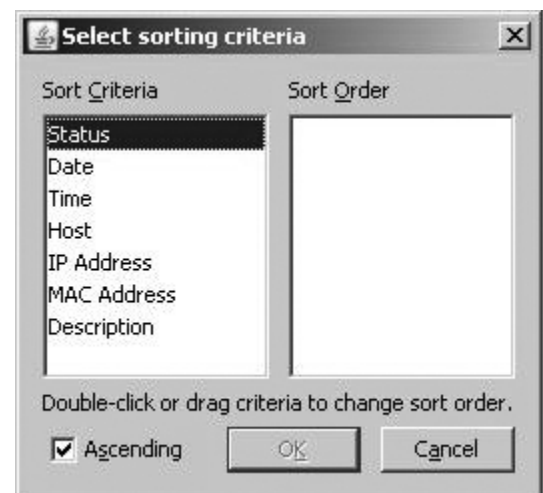 Select sorting criteria
Sort Criteria Sort Order
Status
Date
Time
Host
IP Address
MAC Address
Description
Double-click or drag criteria to change sort order.
Ascending OK Cancel